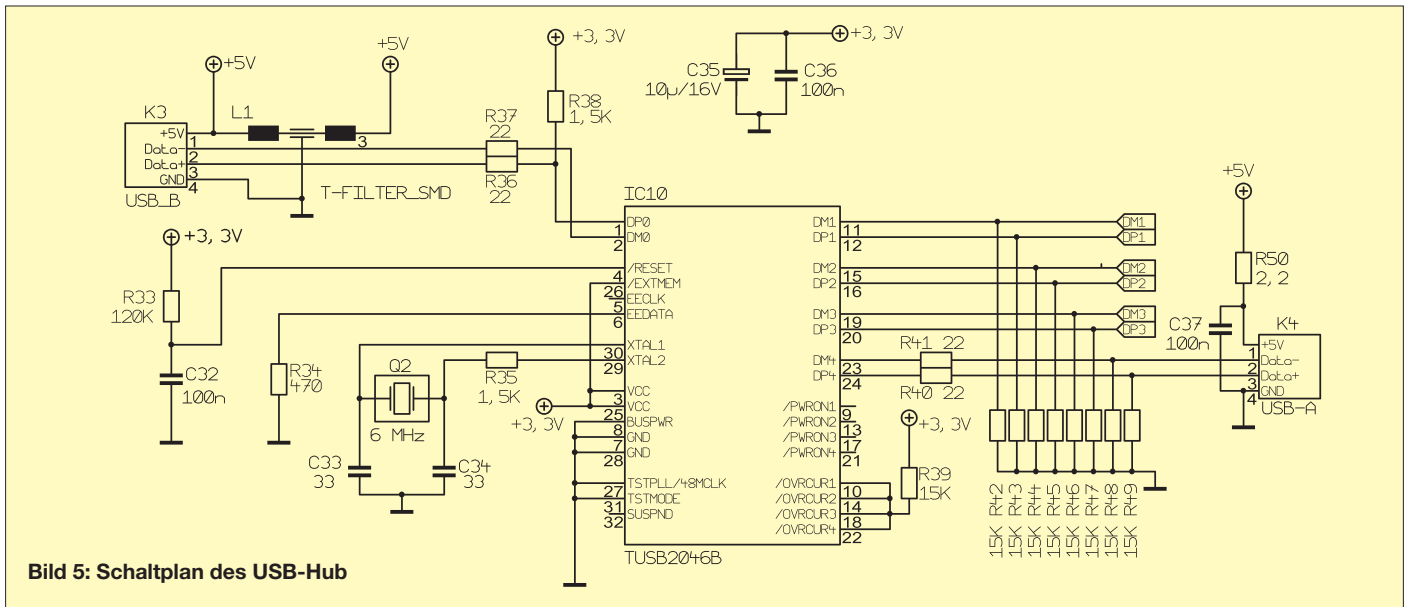 +3, 3V
+3, 3V
+5V
+5V
C35
10µ/16V
C36
100n
R38
1, 5K
K3
L1
R37
22
+5V
1
Data-
2
Data+
3
GND
4
3
USB_B
T-FILTER_SMD
R36
22
+5V
IC10
DP0
1
DM0
2
/RESET
4
/EXTMEM
26
EECLK
5
EEDATA
6
XTAL1
30
XTAL2
29
VCC
3
VCC
25
BUSPWR
8
GND
7
GND
28
TSTPLL/48MCLK
27
TSTMODE
31
SUSPND
32
DM1
11
DP1
12
DM2
15
DP2
16
DM3
19
DP3
20
DM4
23
DP4
24
/PWRON1
9
/PWRON2
13
/PWRON3
17
/PWRON4
21
/OVRCUR1
10
/OVRCUR2
14
/OVRCUR3
18
/OVRCUR4
22
TUSB2046B
DM1
DP1
DM2
DP2
DM3
DP3
+3, 3V
R33
120K
C32
100n
R34
470
Q2
6 MHz
R35
1, 5K
+3, 3V
C33
33
C34
33
R41 22
R40 22
R50
2, 2
C37
100n
K4
+5V
1
Data-
2
Data+
3
GND
4
USB-A
+3, 3V
R39
15K
15K R42
15K R43
15K R44
15K R45
15K R46
15K R47
15K R48
15K R49
Bild 5: Schaltplan des USB-Hub